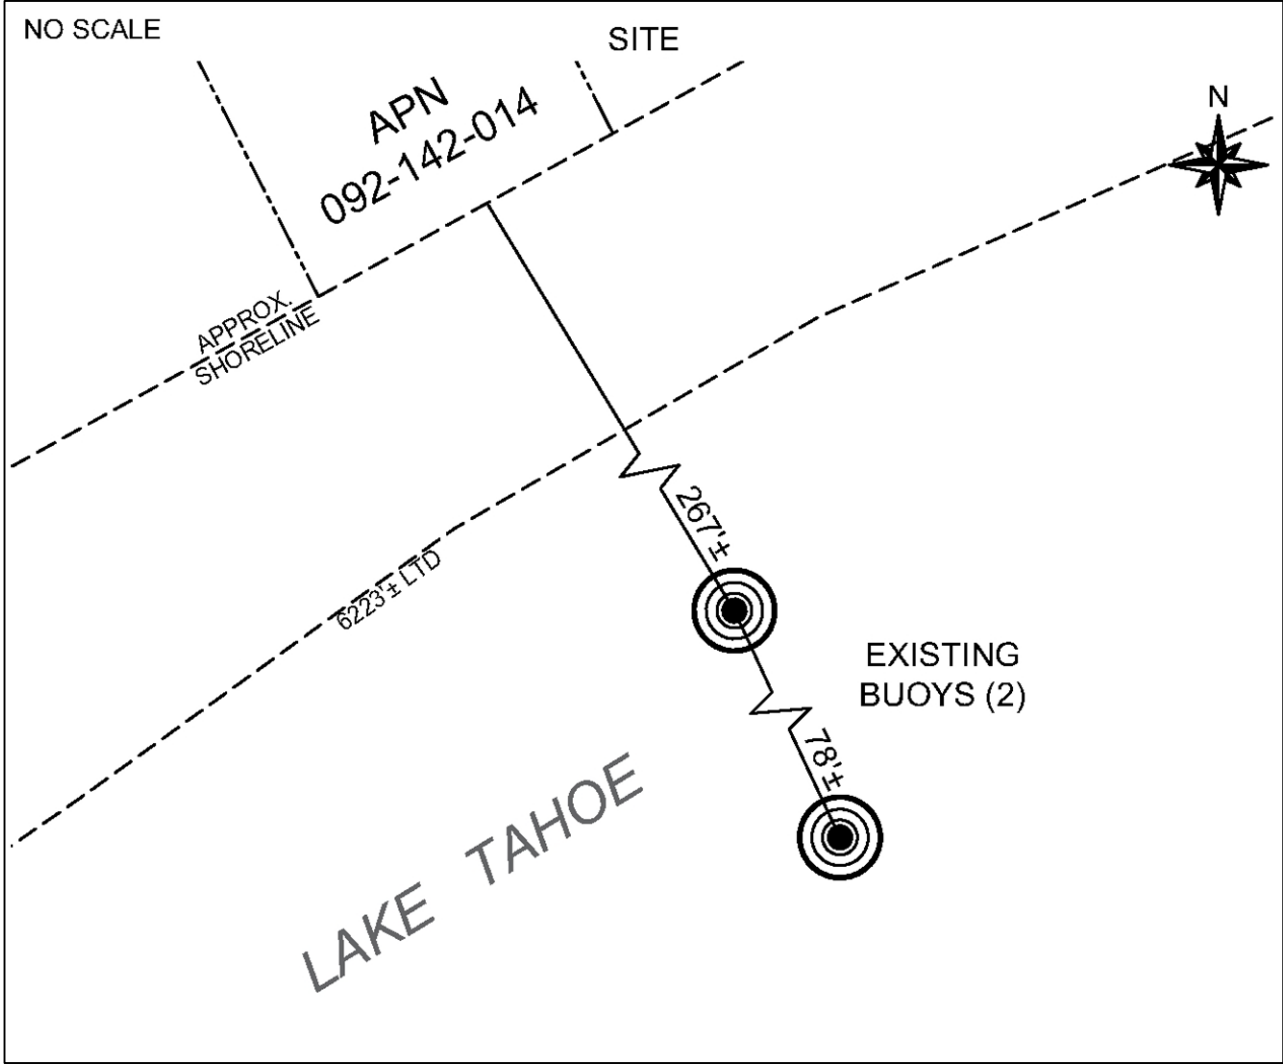 NO SCALE
SITE
N
APN
092-142-014
APPROX.
SHORELINE
6223'± LTD
267'±
EXISTING
BUOYS (2)
78'±
LAKE TAHOE